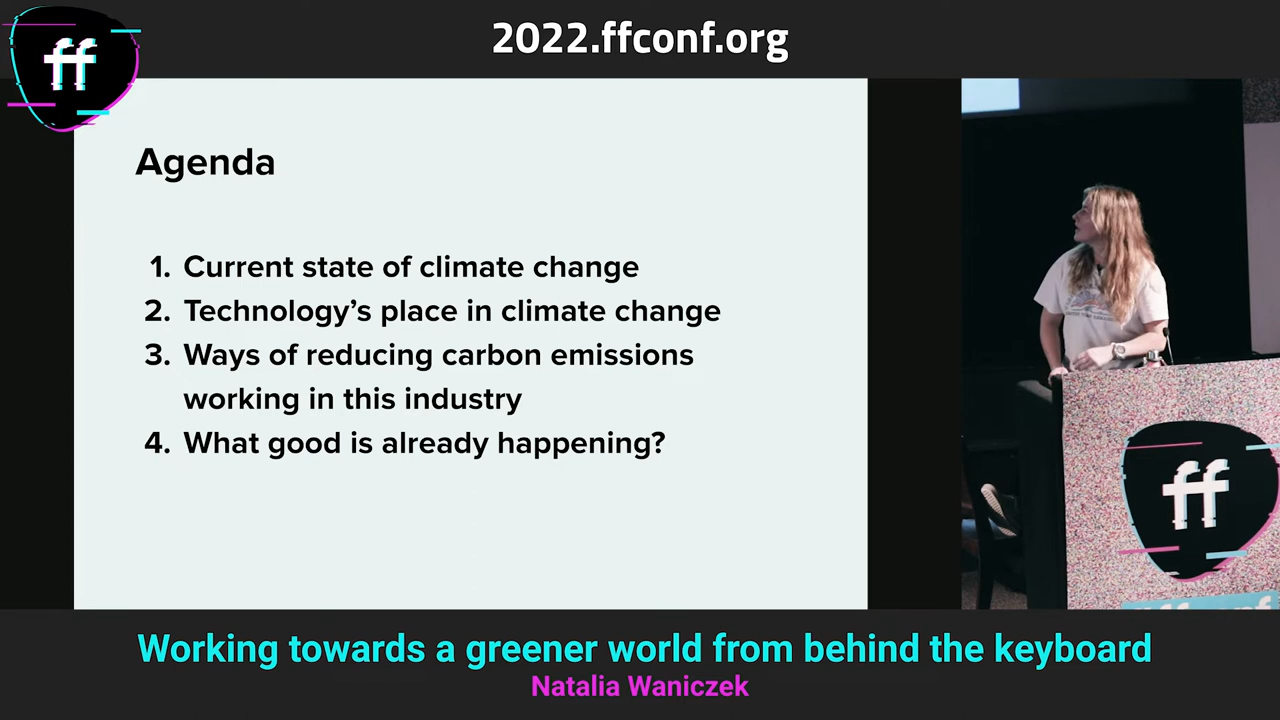 ff
2022.ffconf.org
Agenda
1. Current state of climate change
2. Technology's place in climate change
3. Ways of reducing carbon emissions
working in this industry
4. What good is already happening?
ff
Working towards a greener world from behind the keyboard
Natalia Waniczek